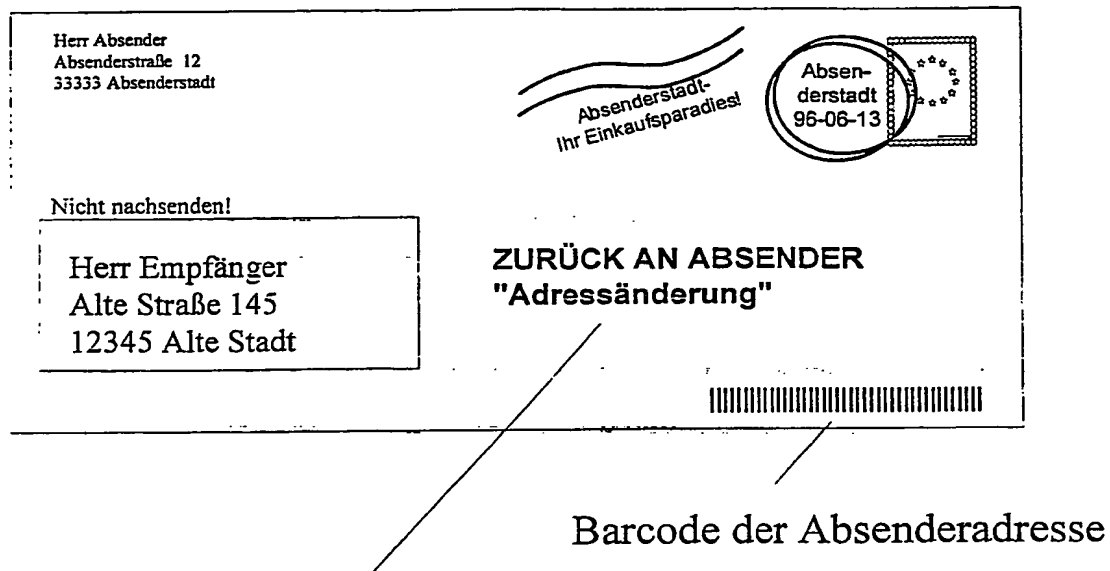 Herr Absender
Absenderstraße 12
33333 Absenderstadt
Absenderstadt-
Ihr Einkaufsparadies!
Absen-
derstadt
96-06-13
Nicht nachsenden!
Herr Empfänger
Alte Straße 145
12345 Alte Stadt
ZURÜCK AN ABSENDER
"Adressänderung"
Barcode der Absenderadresse